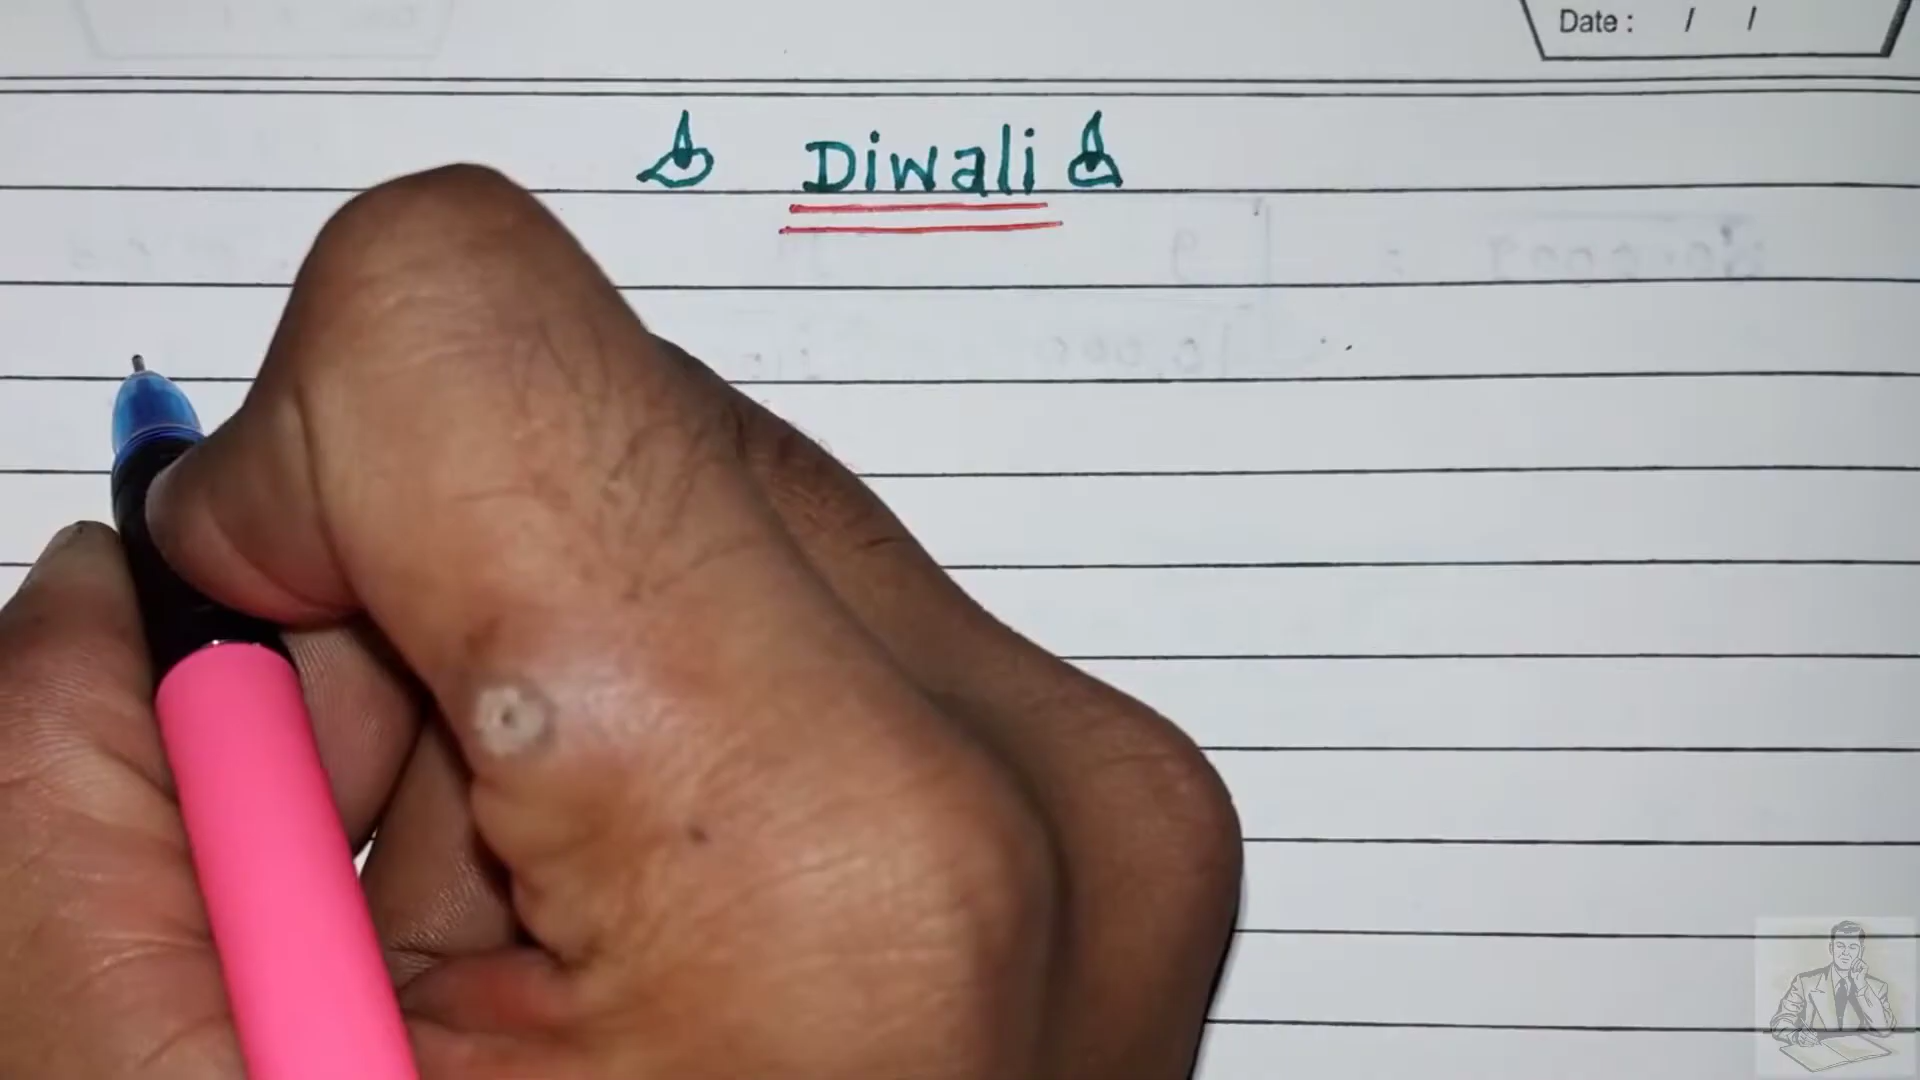 Date : / /
Diwali